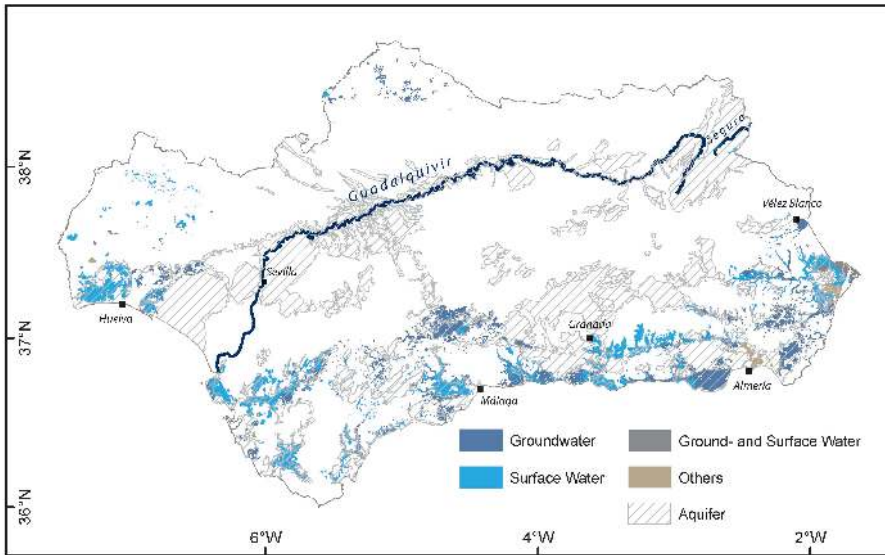 38°N
37°N
36°N
Guadalquivir
Segura
Vélez Blanco
Sevilla
Huelva
Granada
Málaga
Almería
Groundwater
Surface Water
Ground- and Surface Water
Others
Aquifer
6°W
4°W
2°W